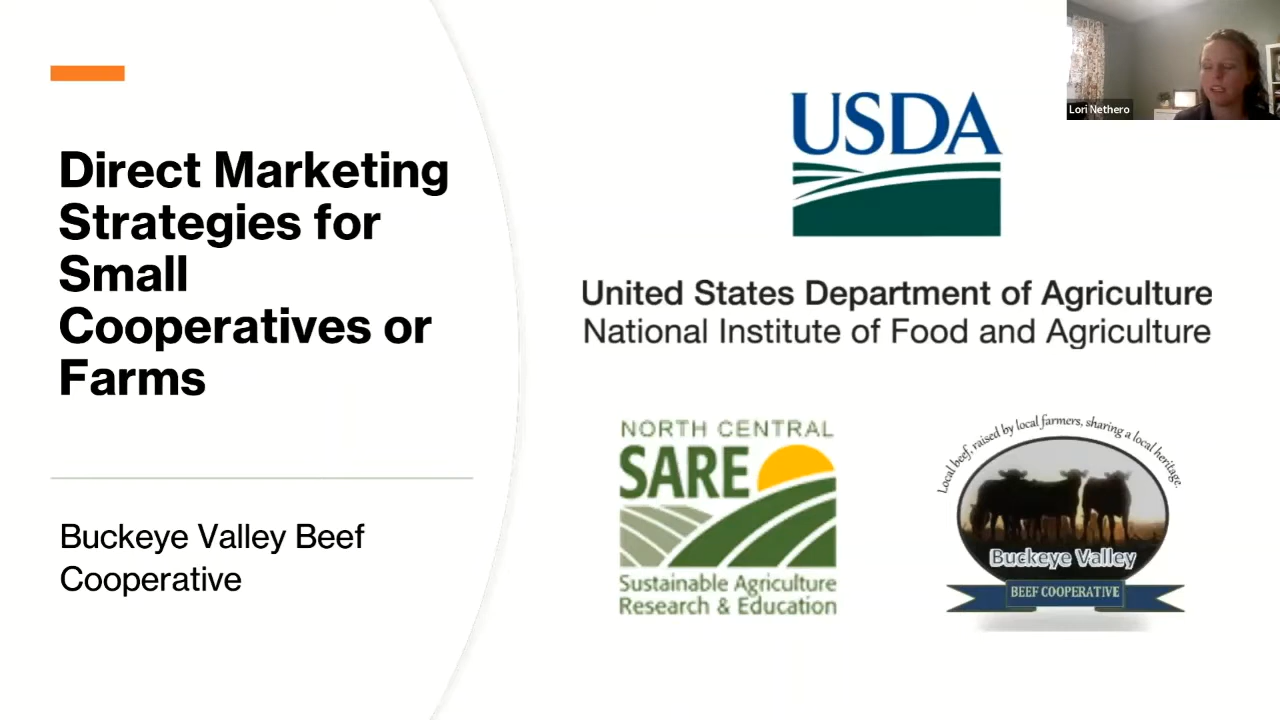 Direct Marketing
Strategies for
Small
Cooperatives or
Farms
Buckeye Valley Beef
Cooperative
USDA
United States Department of Agriculture
National Institute of Food and Agriculture
NORTH CENTRAL
SARE
Sustainable Agriculture
Research & Education
Local beef, raised by local farmers, sharing a local heritage.
Buckeye Valley
BEEF COOPERATIVE
Lori Nethero